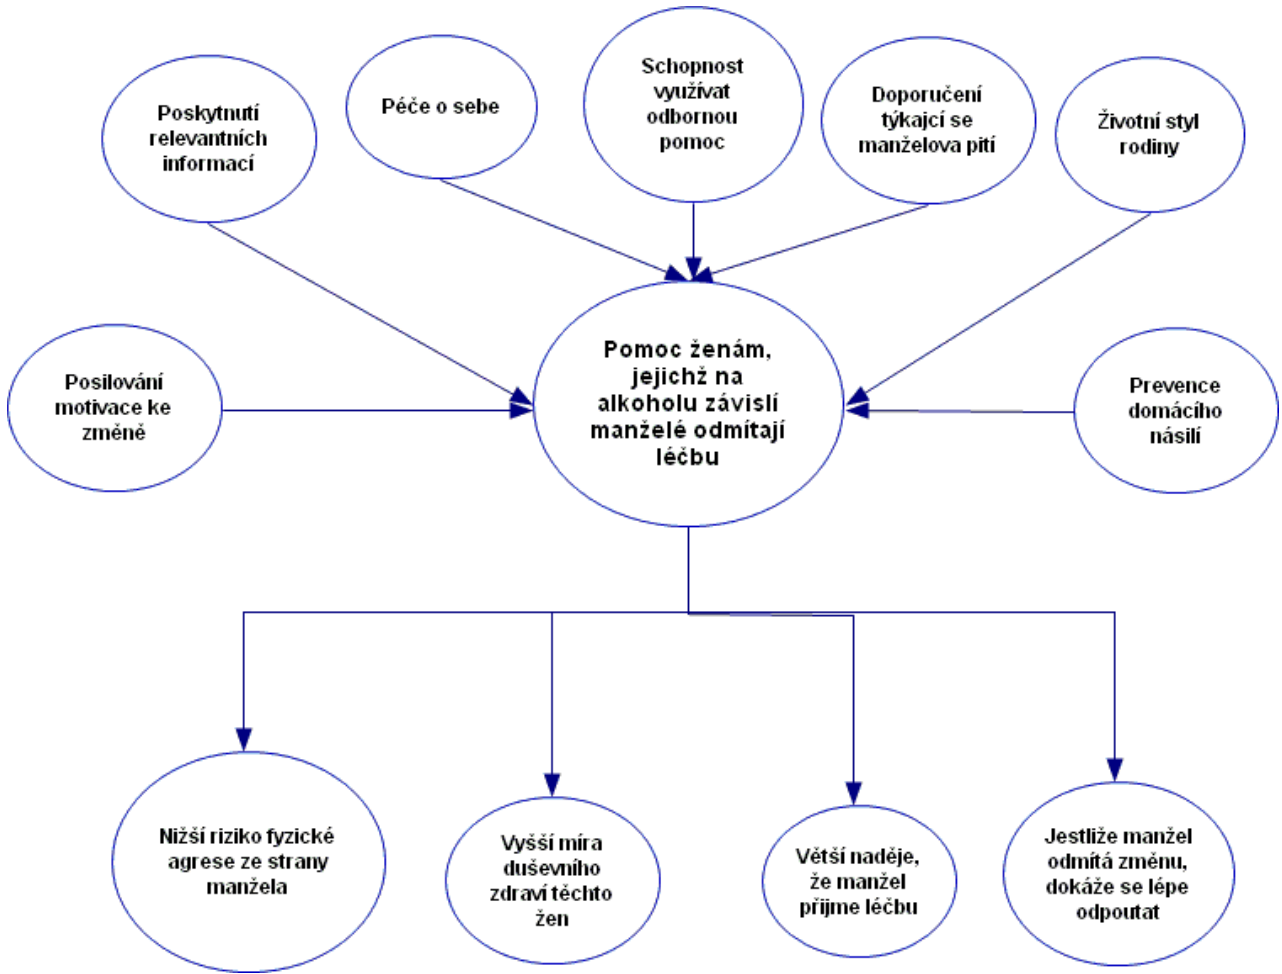 Poskytnutí
relevantních
informací
Péče o sebe
Schopnost
využívat
odbornou
pomoc
Doporučení
týkajcí se
manželova pití
Životní styl
rodiny
Posilování
motivace ke
změně
Pomoc ženám,
jejichž na
alkoholu závislí
manželé odmítají
léčbu
Prevence
domácího
násilí
Nižší riziko fyzické
agrese ze strany
manžela
Vyšší míra
duševního
zdraví těchto
žen
Větší naděje,
že manžel
přijme léčbu
Jestliže manžel
odmítá změnu,
dokáže se lépe
odpoutat